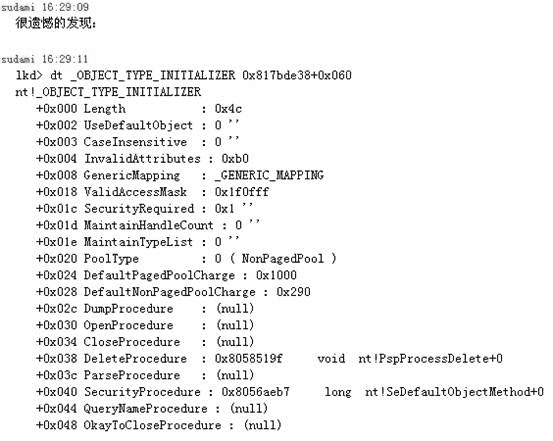 sudami 16:29:09
很遗憾的发现:
sudami 16:29:11
lkd> dt _OBJECT_TYPE_INITIALIZER 0x817bde38+0x060
nt!_OBJECT_TYPE_INITIALIZER
+0x000 Length : 0x4c
+0x002 UseDefaultObject : 0 ''
+0x003 CaseInsensitive : 0 ''
+0x004 InvalidAttributes : 0xb0
+0x008 GenericMapping : _GENERIC_MAPPING
+0x018 ValidAccessMask : 0x1f0fff
+0x01c SecurityRequired : 0x1 ''
+0x01d MaintainHandleCount : 0 ''
+0x01e MaintainTypeList : 0 ''
+0x020 PoolType : 0 ( NonPagedPool )
+0x024 DefaultPagedPoolCharge : 0x1000
+0x028 DefaultNonPagedPoolCharge : 0x290
+0x02c DumpProcedure : (null)
+0x030 OpenProcedure : (null)
+0x034 CloseProcedure : (null)
+0x038 DeleteProcedure : 0x8058519f void nt!PspProcessDelete+0
+0x03c ParseProcedure : (null)
+0x040 SecurityProcedure : 0x8056aeb7 long nt!SeDefaultObjectMethod+0
+0x044 QueryNameProcedure : (null)
+0x048 OkayToCloseProcedure : (null)